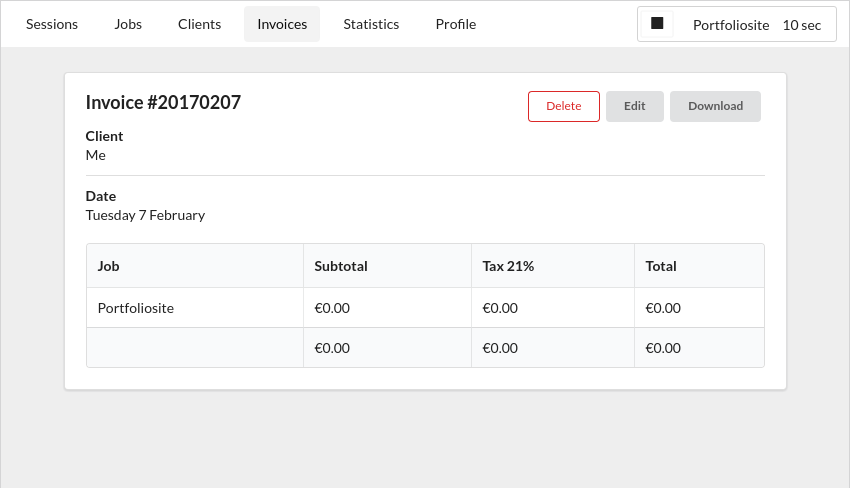 Sessions Jobs Clients Invoices Statistics Profile Portfoliosite 10 sec
Invoice #20170207 Delete Edit Download
Client
Me
Date
Tuesday 7 February
Job Subtotal Tax 21% Total
Portfoliosite €0.00 €0.00 €0.00
€0.00 €0.00 €0.00